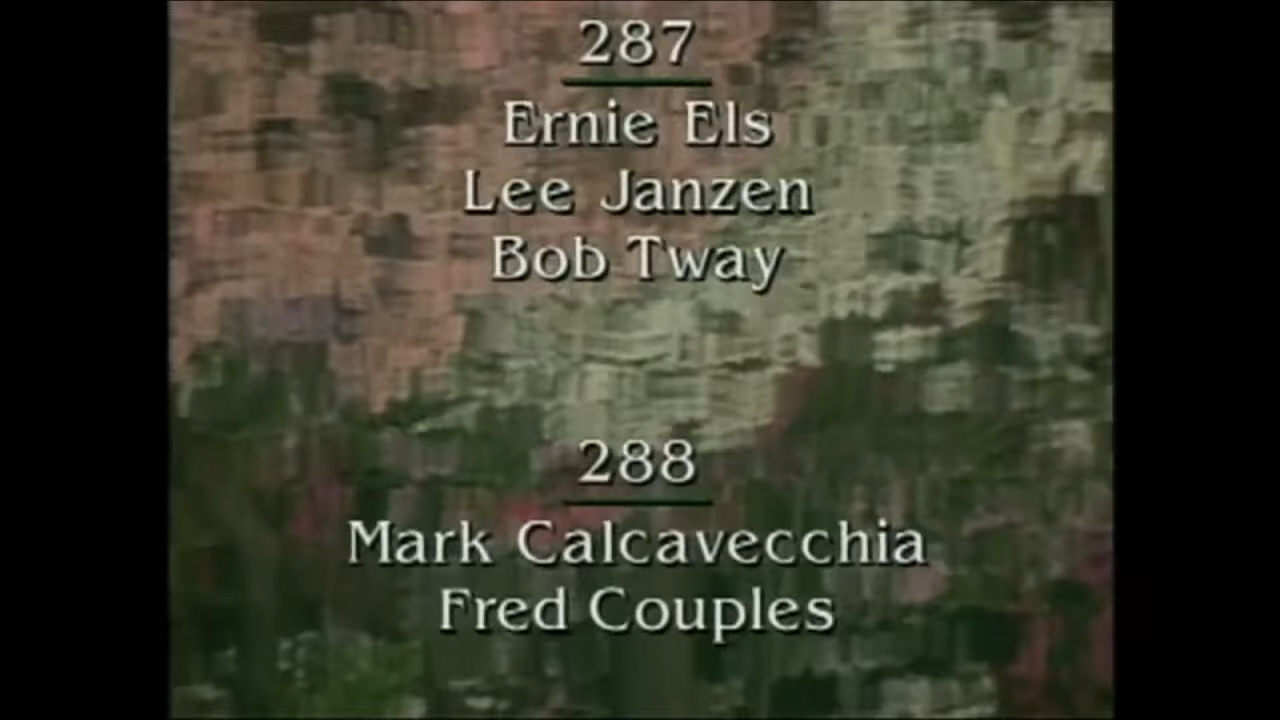 287
Ernie Els
Lee Janzen
Bob Tway
288
Mark Calcavecchia
Fred Couples